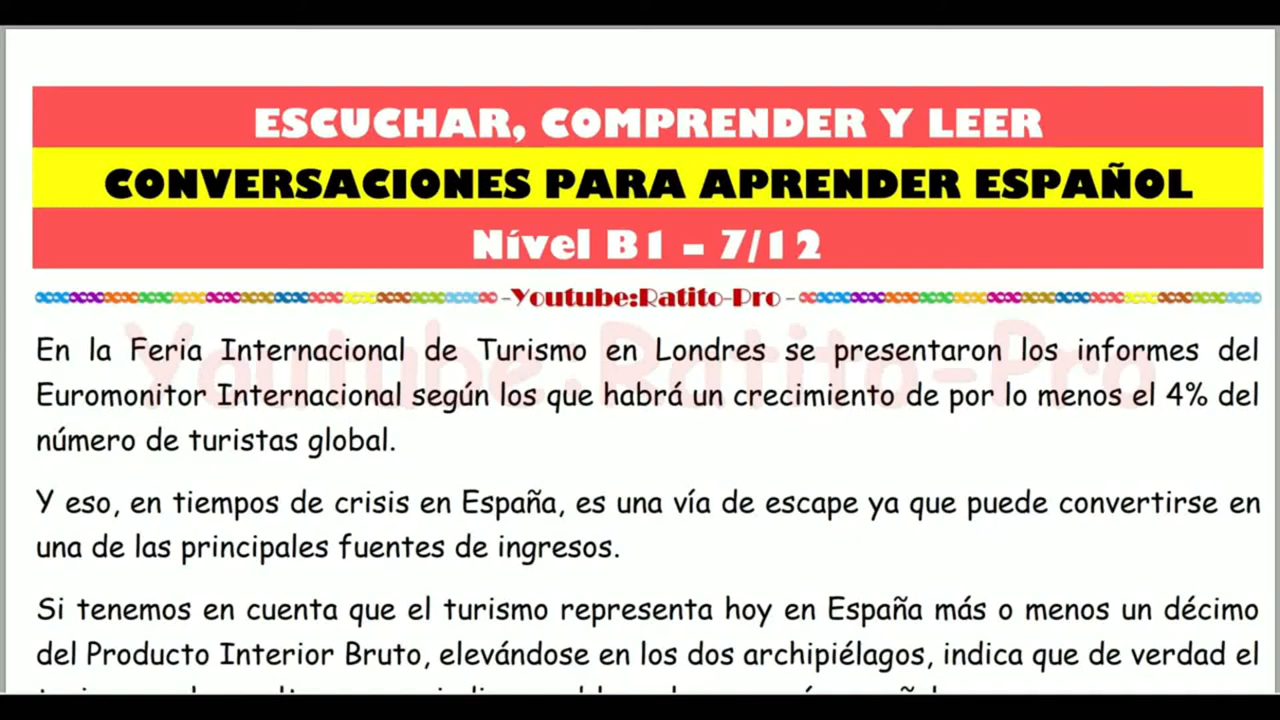 ESCUCHAR, COMPRENDER Y LEER
CONVERSACIONES PARA APRENDER ESPAÑOL
Nível B1 - 7/12
-Youtube:Ratito-Pro-
En la Feria Internacional de Turismo en Londres se presentaron los informes del
Euromonitor Internacional según los que habrá un crecimiento de por lo menos el 4% del
número de turistas global.
Y eso, en tiempos de crisis en España, es una vía de escape ya que puede convertirse en
una de las principales fuentes de ingresos.
Si tenemos en cuenta que el turismo representa hoy en España más o menos un décimo
del Producto Interior Bruto, elevándose en los dos archipiélagos, indica que de verdad el